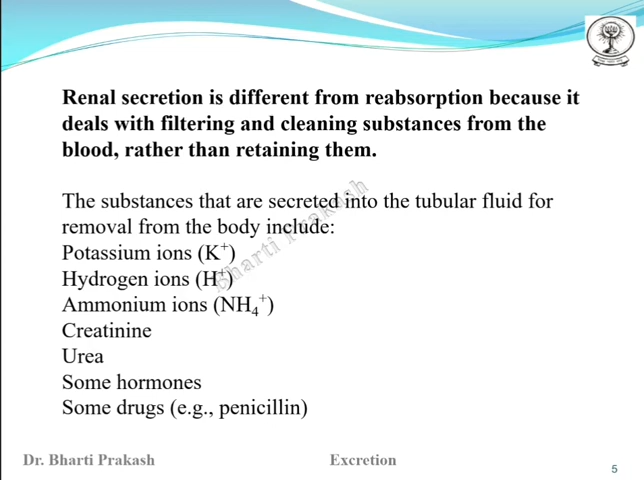 Renal secretion is different from reabsorption because it
deals with filtering and cleaning substances from the
blood, rather than retaining them.
The substances that are secreted into the tubular fluid for
removal from the body include:
Potassium ions (K⁺)
Hydrogen ions (H⁺)
Ammonium ions (NH₄⁺)
Creatinine
Urea
Some hormones
Some drugs (e.g., penicillin)
Bharti Prakash
Dr. Bharti Prakash
Excretion
5